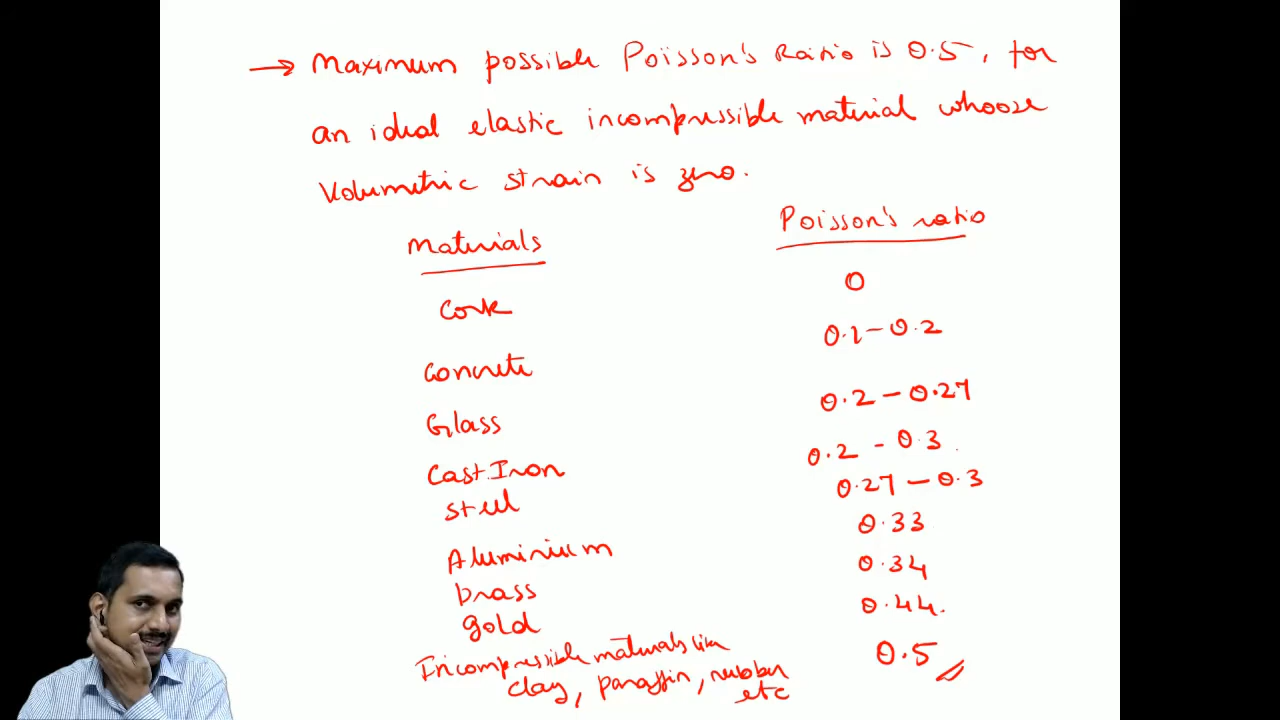 → Maximum possible Poisson's Ratio is 0.5, for
an ideal elastic incompressible material whooze
Volumetric strain is zero.
Materials Poisson's ratio
Cork 0
Concrete 0.1-0.2
Glass 0.2-0.27
Cast Iron 0.2-0.3
Steel 0.27-0.3
Aluminium 0.33
brass 0.34
gold 0.44
Incompressible materials like
clay, paraffin, rubber
etc 0.5